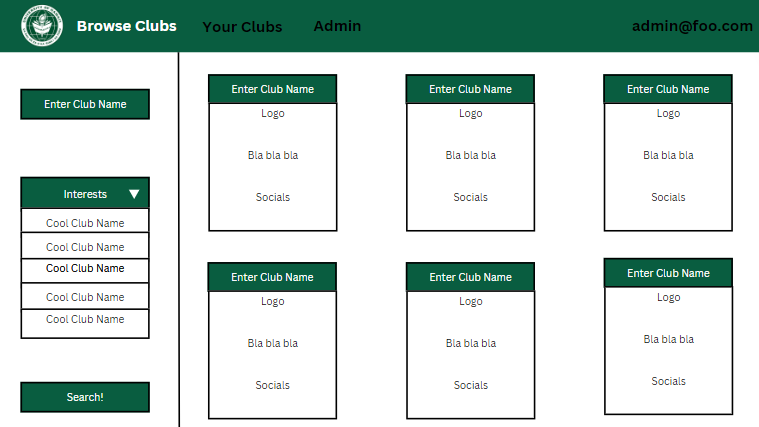 Browse Clubs
Your Clubs
Admin
admin@foo.com
Enter Club Name
Interests
Cool Club Name
Cool Club Name
Cool Club Name
Cool Club Name
Cool Club Name
Search!
Enter Club Name
Logo
Bla bla bla
Socials
Enter Club Name
Logo
Bla bla bla
Socials
Enter Club Name
Logo
Bla bla bla
Socials
Enter Club Name
Logo
Bla bla bla
Socials
Enter Club Name
Logo
Bla bla bla
Socials
Enter Club Name
Logo
Bla bla bla
Socials